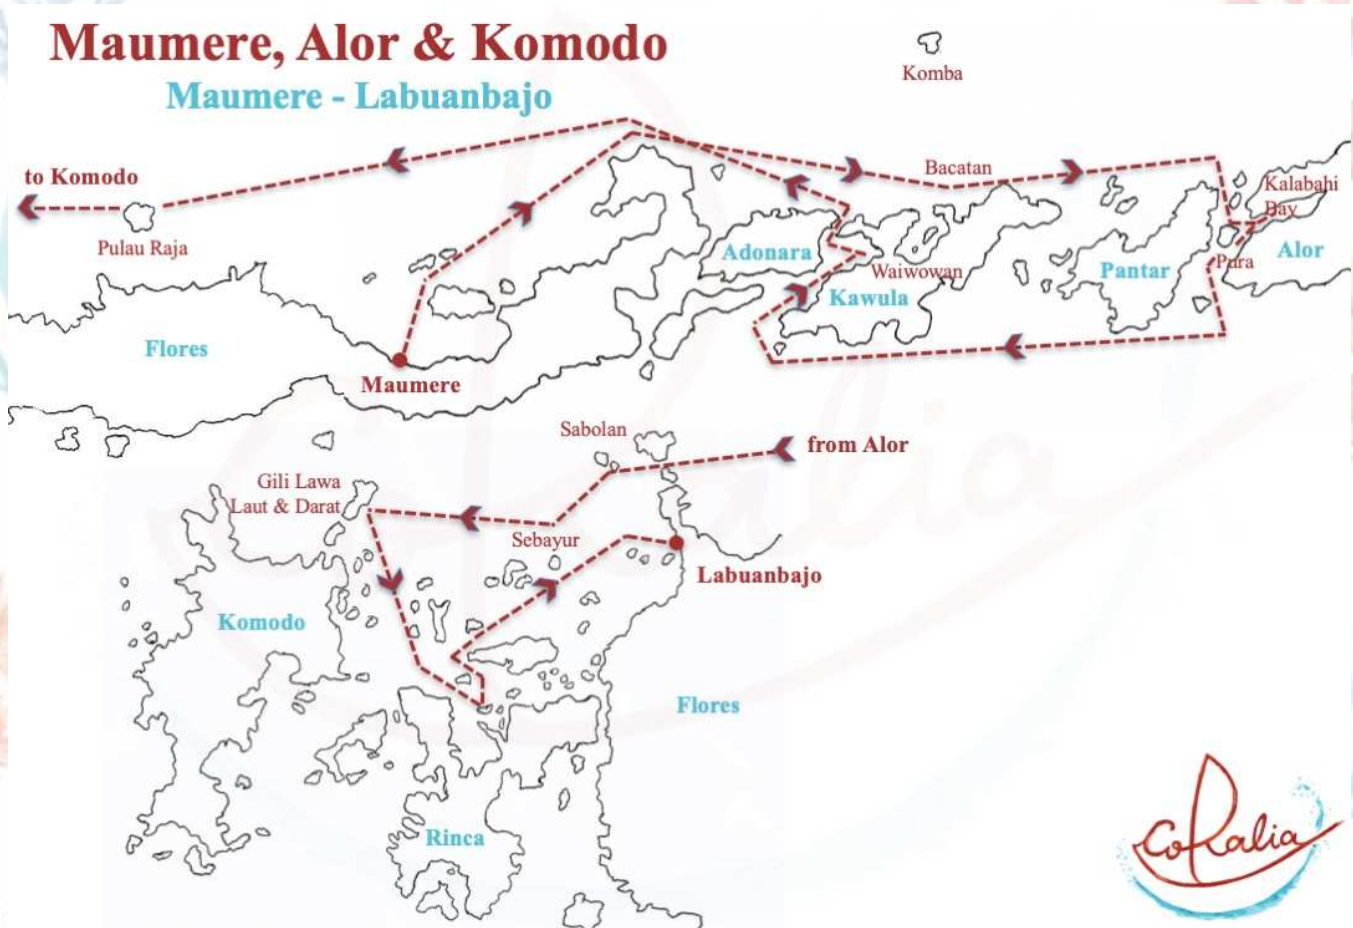 Maumere, Alor & Komodo
Maumere - Labuanbajo
Komba
to Komodo
Bacatan
Kalabahi
Bay
Pulau Raja
Adonara
Waiwowan
Pura
Alor
Pantar
Kawula
Flores
Maumere
Sabolan
from Alor
Gili Lawa
Laut & Darat
Sebayur
Labuanbajo
Komodo
Flores
Rinca
CoRalia